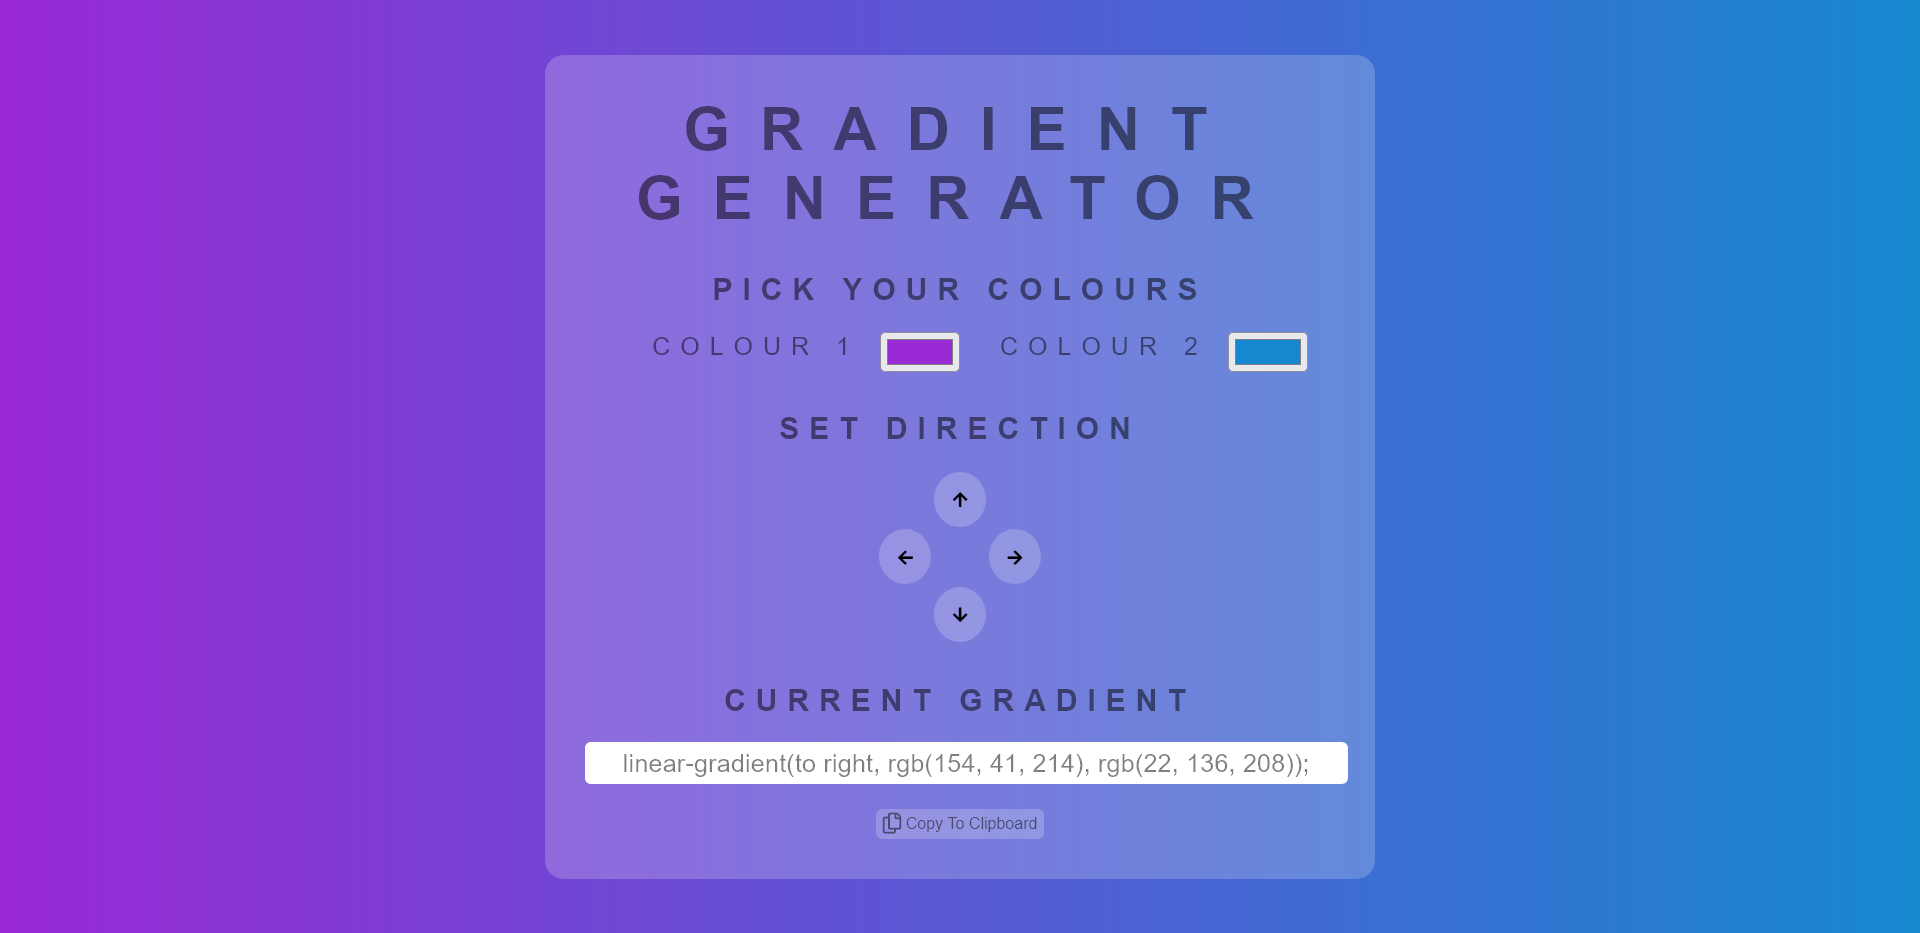 GRADIENT
GENERATOR
PICK YOUR COLOURS
COLOUR 1 COLOUR 2
SET DIRECTION
CURRENT GRADIENT
linear-gradient(to right, rgb(154, 41, 214), rgb(22, 136, 208));
Copy To Clipboard